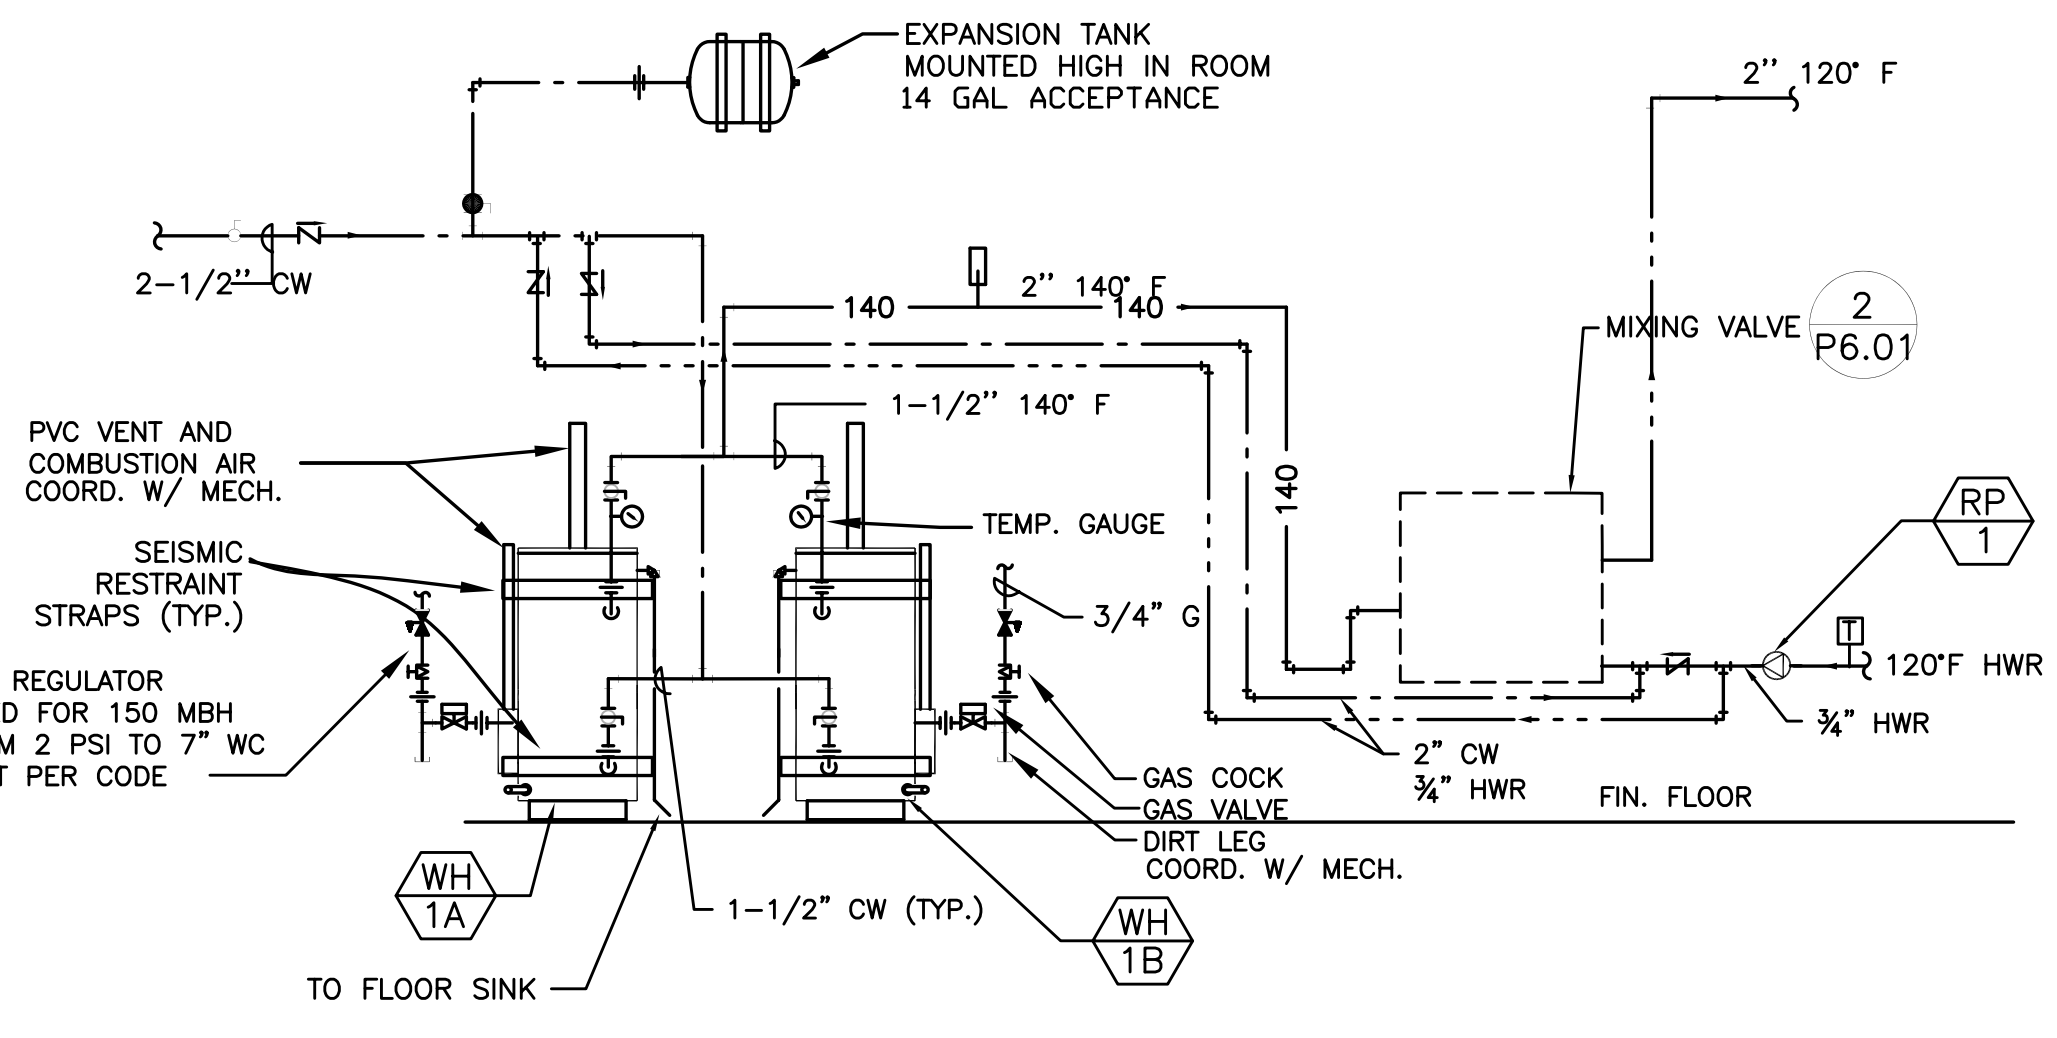 EXPANSION TANK
MOUNTED HIGH IN ROOM
14 GAL ACCEPTANCE
2'' 120° F
2-1/2'' CW
2'' 140° F
140
140
140
MIXING VALVE
2
P6.01
1-1/2'' 140° F
PVC VENT AND
COMBUSTION AIR
COORD. W/ MECH.
TEMP. GAUGE
SEISMIC
RESTRAINT
STRAPS (TYP.)
3/4" G
RP
1
T
120°F HWR
¾" HWR
REGULATOR
ED FOR 150 MBH
M 2 PSI TO 7" WC
T PER CODE
2" CW
¾" HWR
FIN. FLOOR
GAS COCK
GAS VALVE
DIRT LEG
COORD. W/ MECH.
WH
1A
1-1/2" CW (TYP.)
WH
1B
TO FLOOR SINK